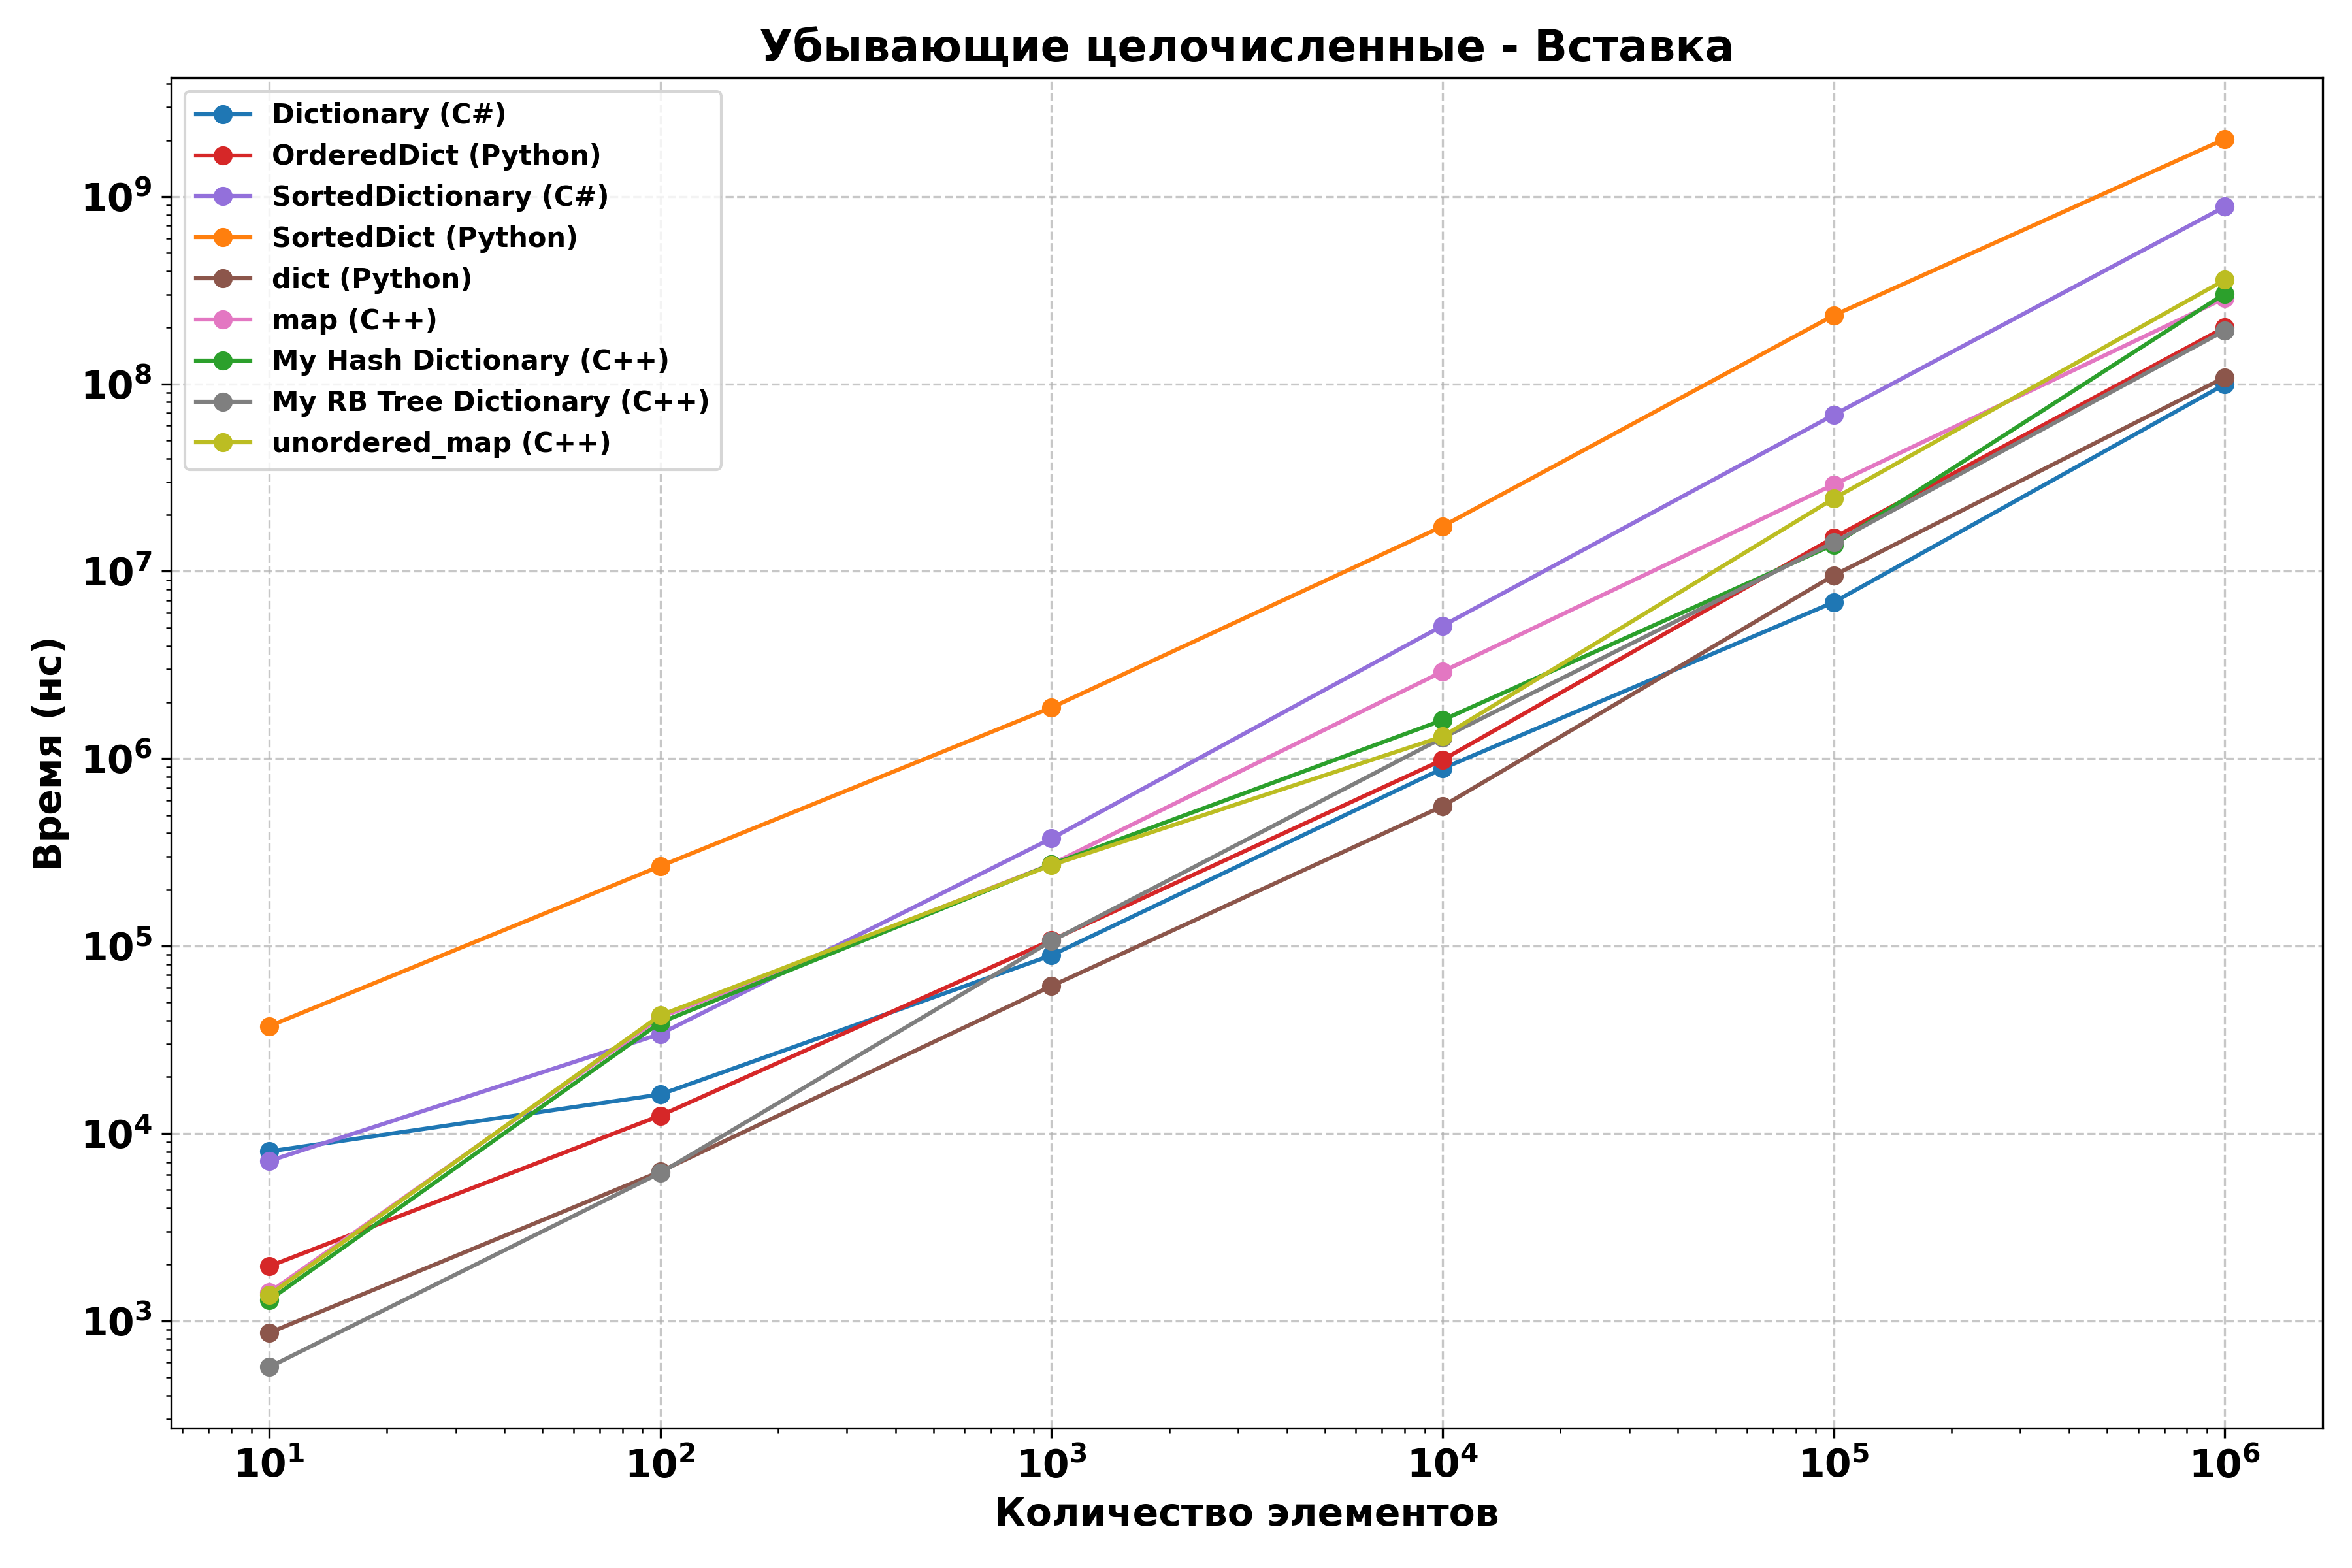 Убывающие целочисленные - Вставка
Dictionary (C#)
OrderedDict (Python)
SortedDictionary (C#)
SortedDict (Python)
dict (Python)
map (C++)
My Hash Dictionary (C++)
My RB Tree Dictionary (C++)
unordered_map (C++)
Время (нс)
10⁹
10⁸
10⁷
10⁶
10⁵
10⁴
10³
10¹ 10² 10³ 10⁴ 10⁵ 10⁶
Количество элементов